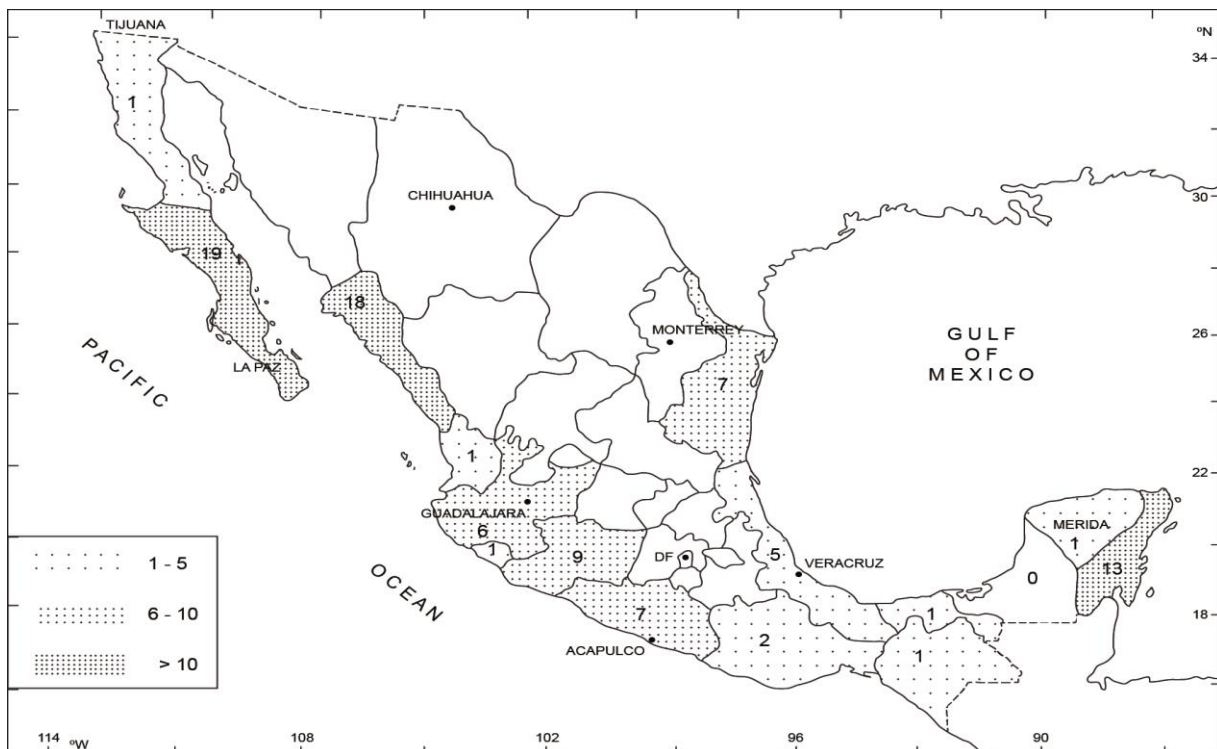 TIJUANA
ºN
34
1
CHIHUAHUA
30
19
18
MONTERREY
26
GULF
OF
MEXICO
PACIFIC
LA PAZ
7
1
22
GUADALAJARA
MERIDA
6
1
1
9
DF
5
VERACRUZ
0
13
OCEAN
7
1
18
ACAPULCO
2
1
1 - 5
6 - 10
> 10
114
ºW
108
102
96
90